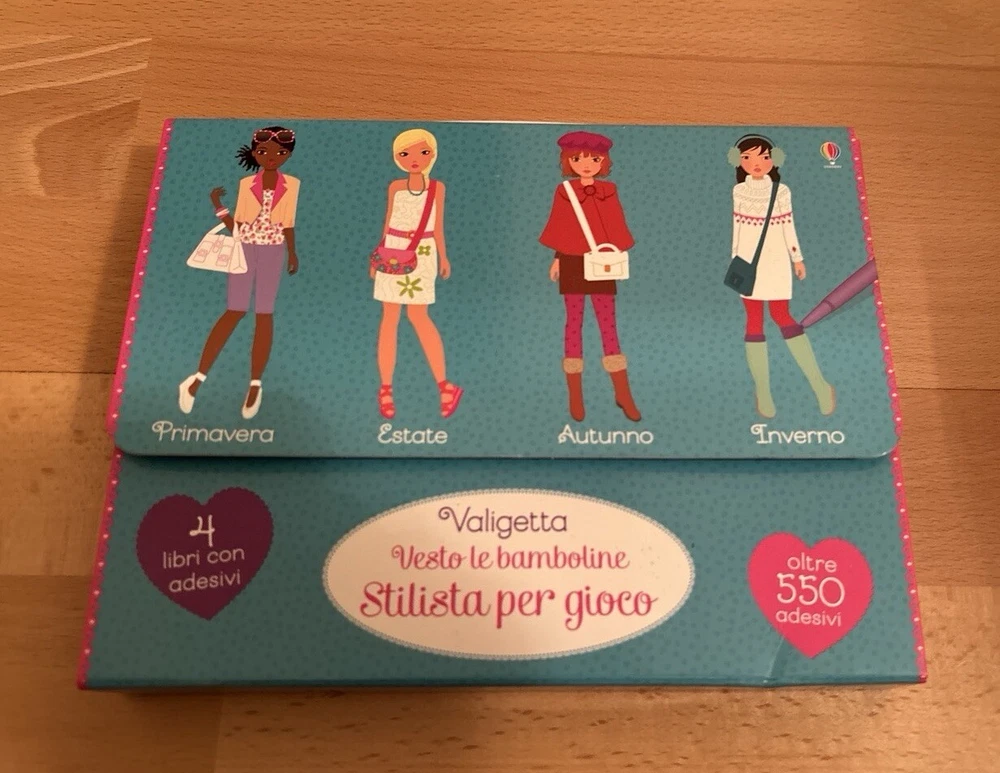 Primavera
Estate
Autunno
Inverno
4
libri con
adesivi
Valigetta
Vesto le bamboline
Stilista per gioco
oltre
550
adesivi